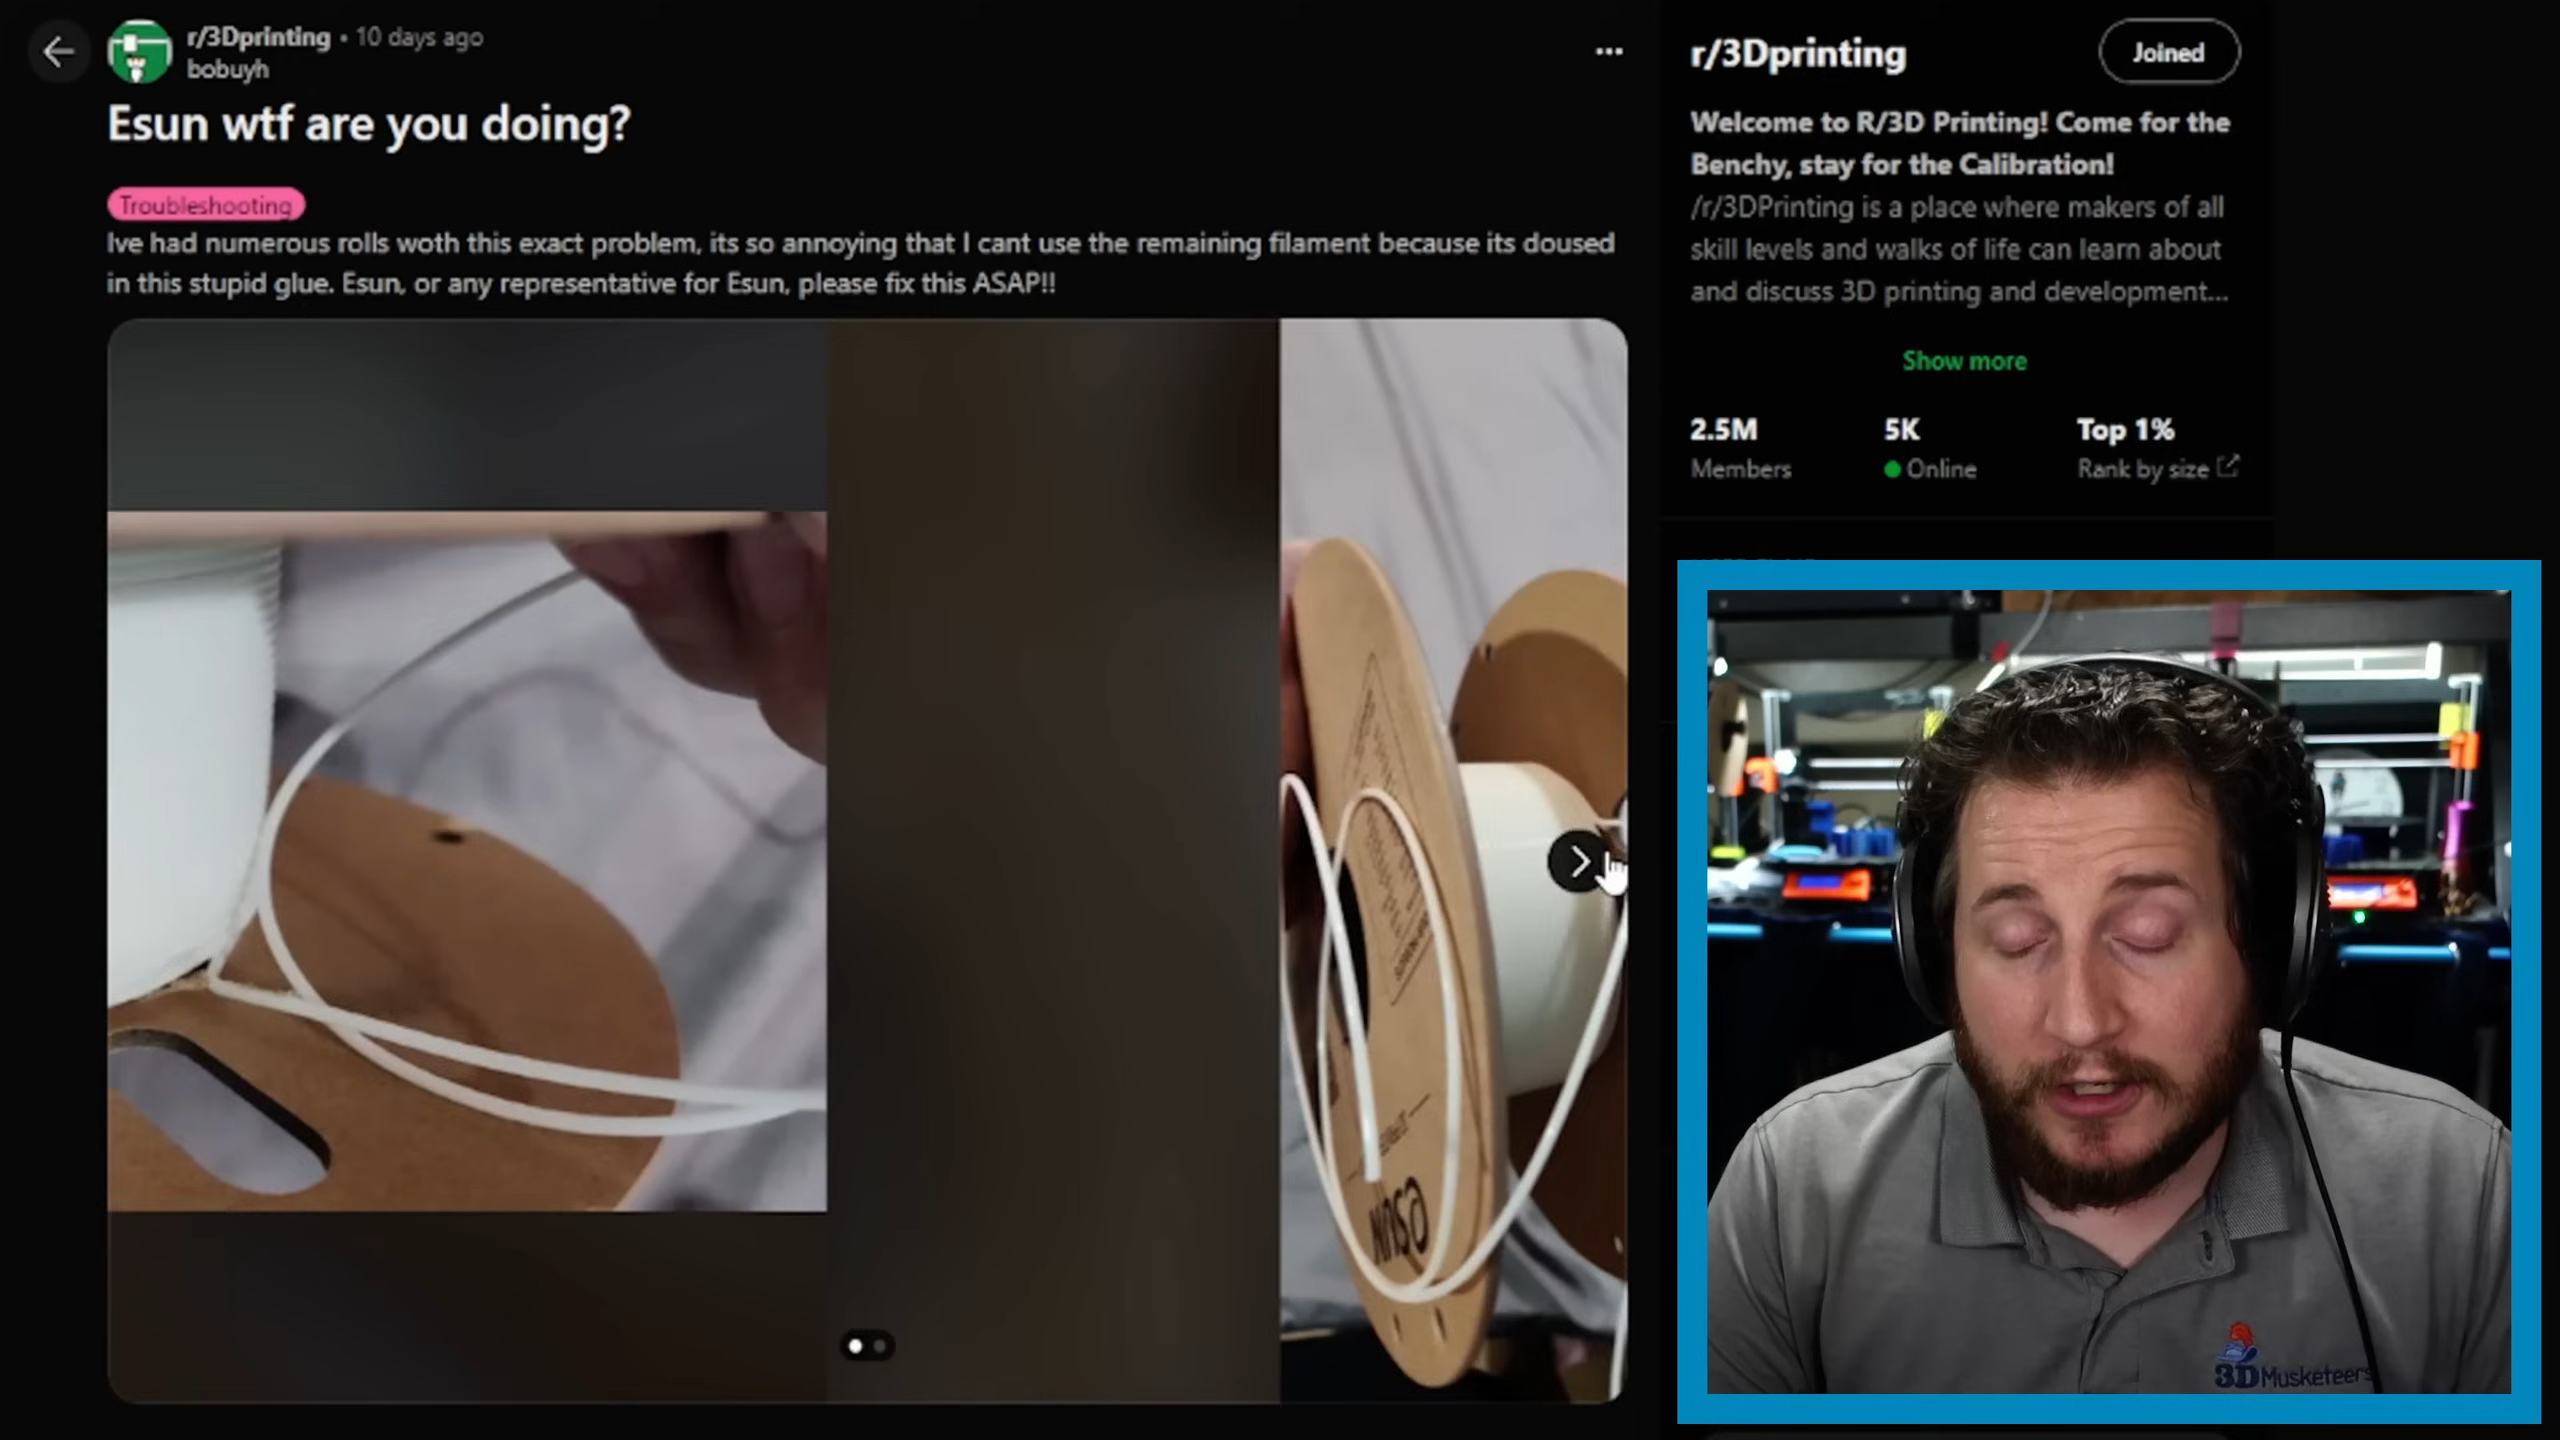 r/3Dprinting • 10 days ago
bobuyh
Esun wtf are you doing?
Troubleshooting
Ive had numerous rolls woth this exact problem, its so annoying that I cant use the remaining filament because its doused
in this stupid glue. Esun, or any representative for Esun, please fix this ASAP!!
eSUN
r/3Dprinting
Joined
Welcome to R/3D Printing! Come for the
Benchy, stay for the Calibration!
/r/3DPrinting is a place where makers of all
skill levels and walks of life can learn about
and discuss 3D printing and development...
Show more
2.5M
Members
5K
Online
Top 1%
Rank by size
3DMusketeers